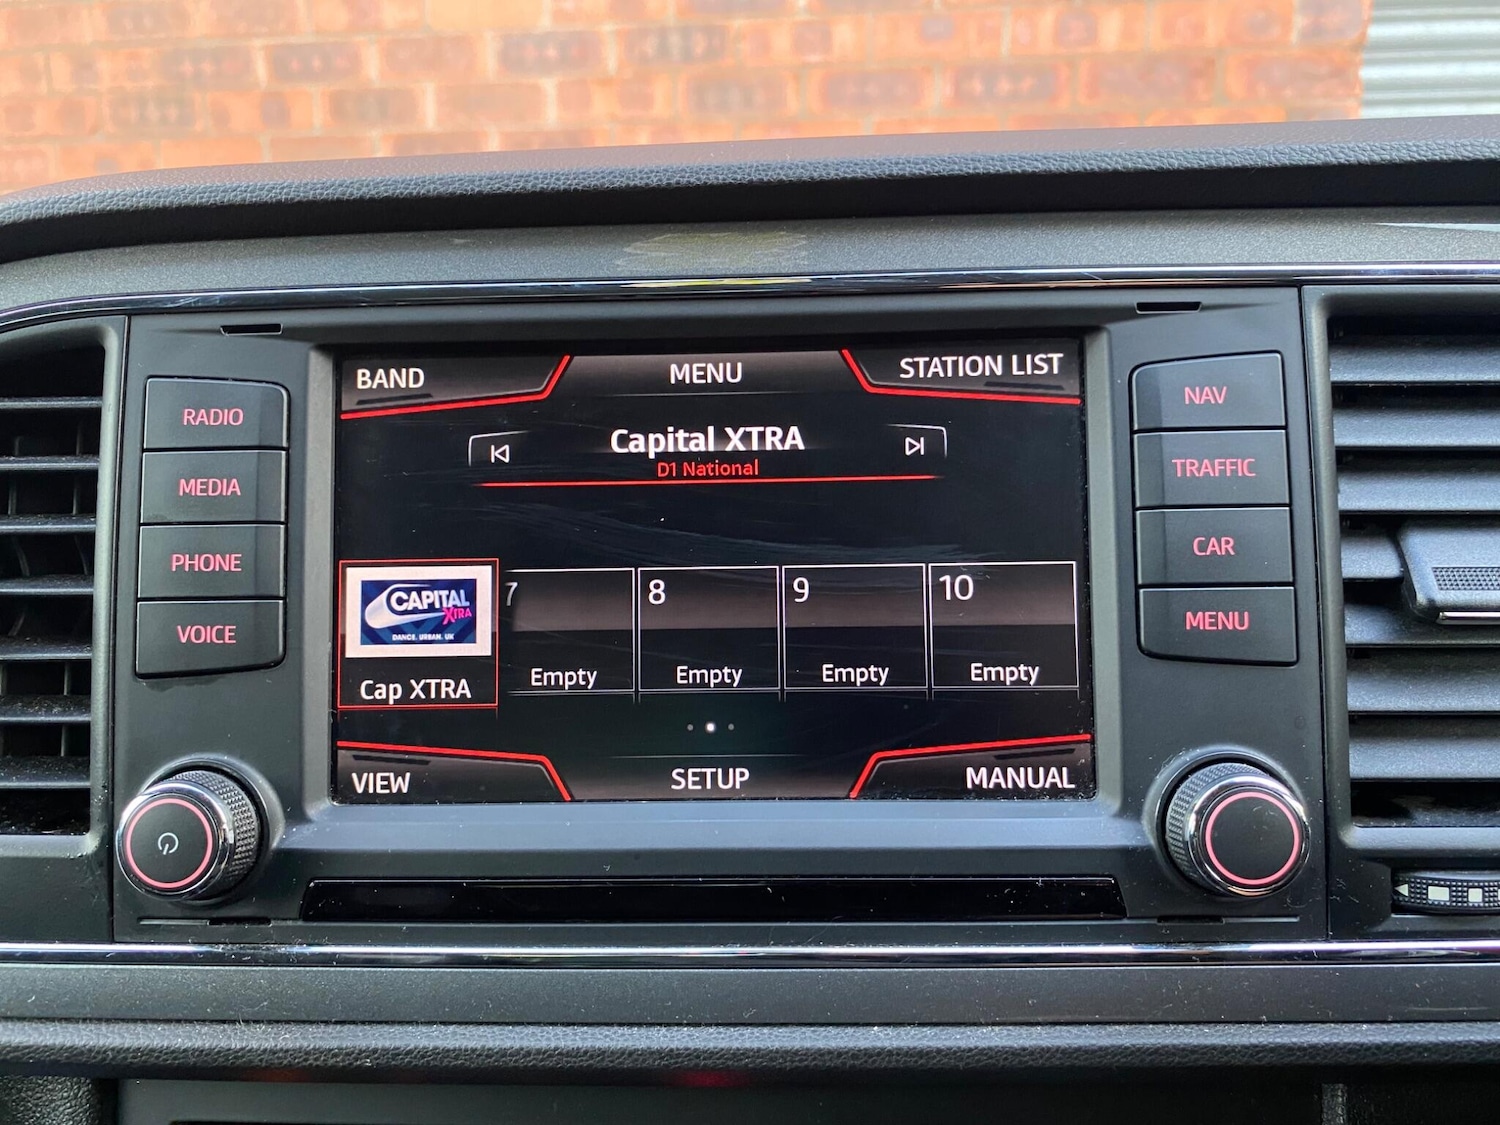 BAND
MENU
STATION LIST
RADIO
MEDIA
PHONE
VOICE
Capital XTRA
D1 National
CAPITAL
XTRA
DANCE. URBAN. UK
Cap XTRA
7
Empty
8
Empty
9
Empty
10
Empty
VIEW
SETUP
MANUAL
NAV
TRAFFIC
CAR
MENU